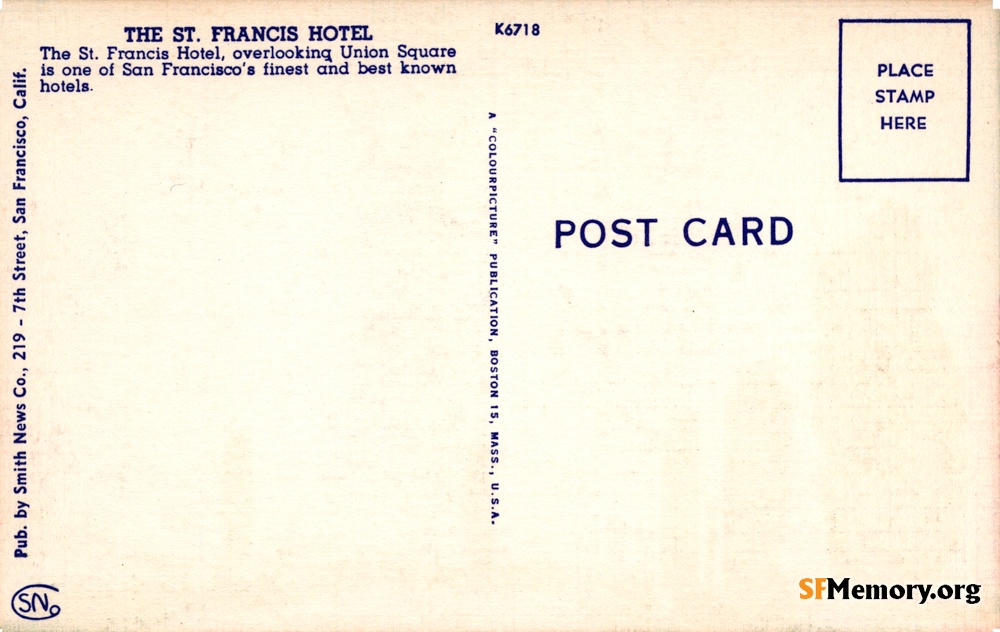 THE ST. FRANCIS HOTEL
The St. Francis Hotel, overlooking Union Square
is one of San Francisco's finest and best known
hotels.
Pub. by Smith News Co., 219 - 7th Street, San Francisco, Calif.
SNo
K6718
A "COLOURPICTURE" PUBLICATION, BOSTON 15, MASS., U.S.A.
PLACE
STAMP
HERE
POST CARD
SFMemory.org